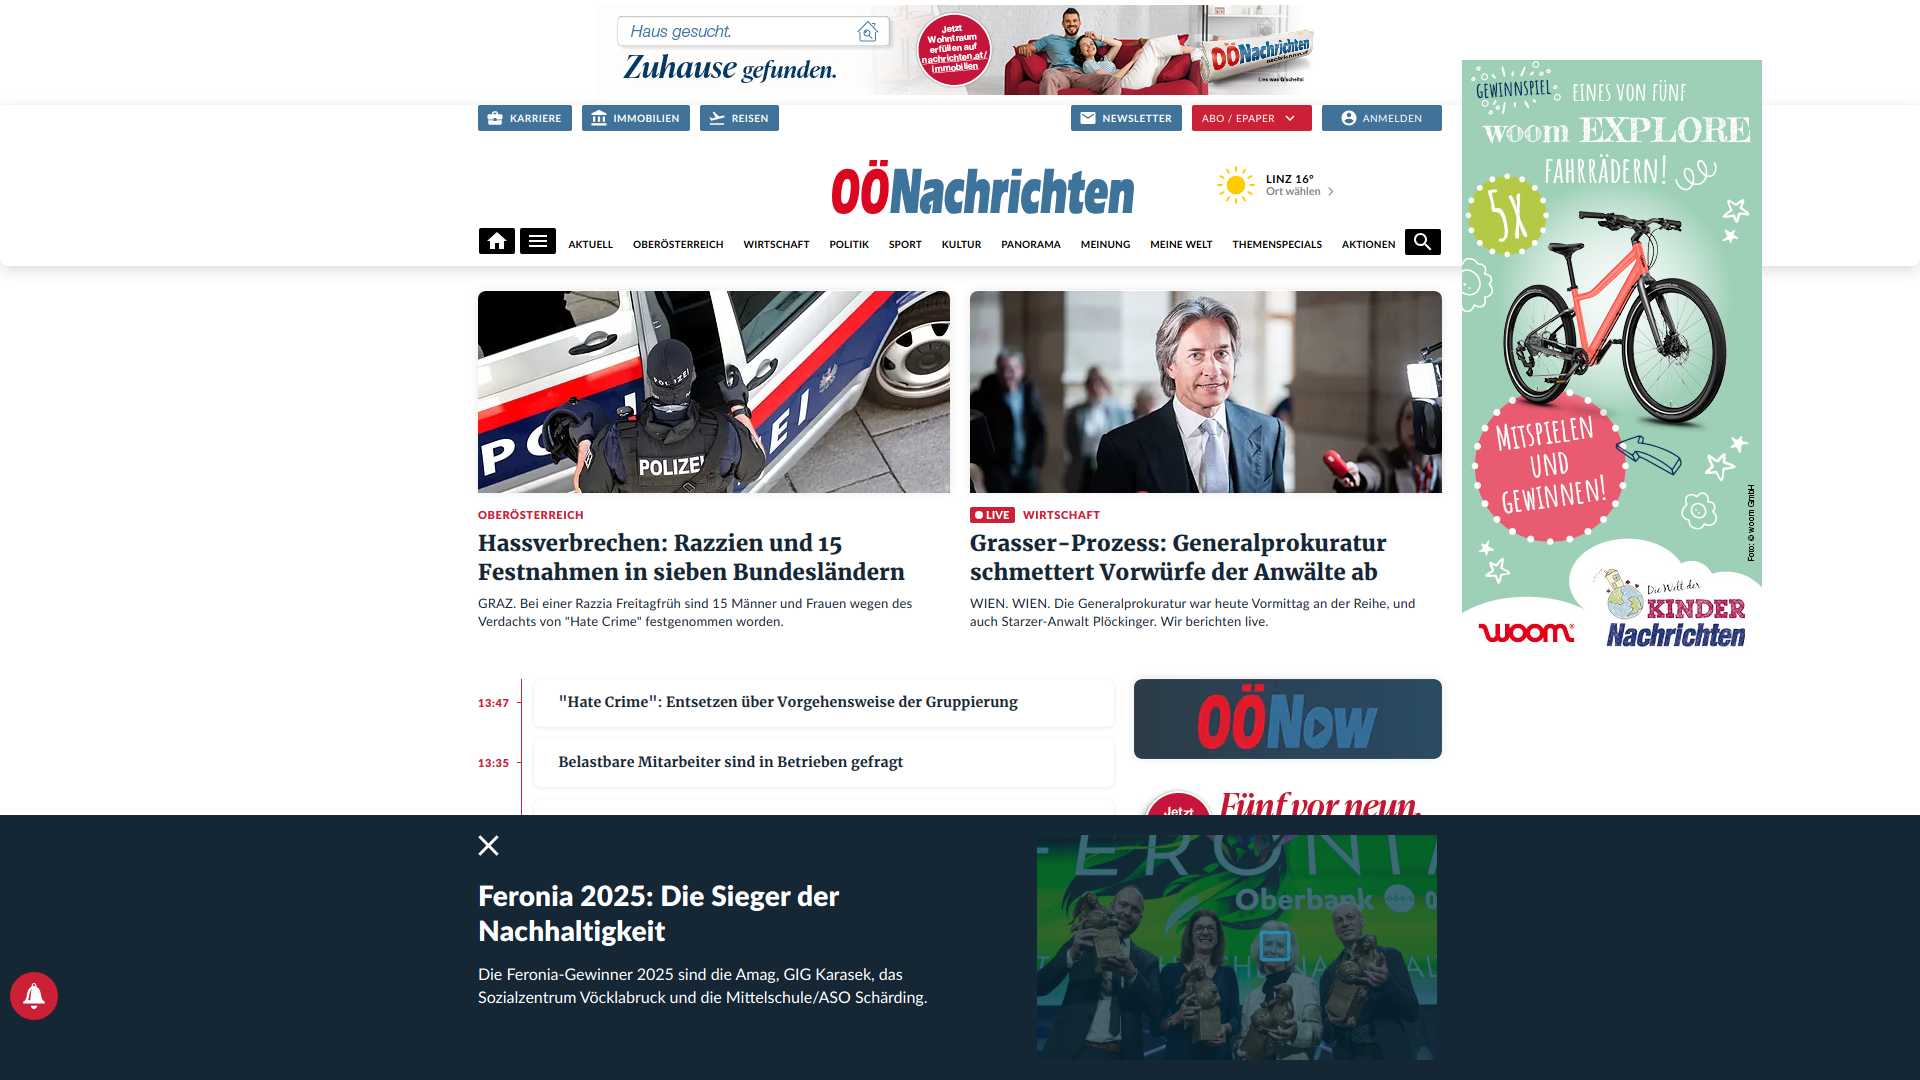 Haus gesucht.
Zuhause gefunden.
Jetzt
Wohntraum
erfüllen auf
nachrichten.at/
immobilien
OÖNachrichten
Lies was Gscheits!
KARRIERE
IMMOBILIEN
REISEN
NEWSLETTER
ABO / EPAPER
ANMELDEN
OÖNachrichten
LINZ 16°
Ort wählen
AKTUELL
OBERÖSTERREICH
WIRTSCHAFT
POLITIK
SPORT
KULTUR
PANORAMA
MEINUNG
MEINE WELT
THEMENSPECIALS
AKTIONEN
GEWINNSPIEL
EINES VON FÜNF
woom EXPLORE
FAHRRÄDERN!
5X
MITSPIELEN
UND
GEWINNEN!
Foto: © woom GmbH
woom
Die Welt der
KINDER
Nachrichten
POLIZEI
POLIZEI
OBERÖSTERREICH
Hassverbrechen: Razzien und 15
Festnahmen in sieben Bundesländern
GRAZ. Bei einer Razzia Freitagfrüh sind 15 Männer und Frauen wegen des
Verdachts von "Hate Crime" festgenommen worden.
LIVE WIRTSCHAFT
Grasser-Prozess: Generalprokuratur
schmettert Vorwürfe der Anwälte ab
WIEN. WIEN. Die Generalprokuratur war heute Vormittag an der Reihe, und
auch Starzer-Anwalt Plöckinger. Wir berichten live.
13:47
"Hate Crime": Entsetzen über Vorgehensweise der Gruppierung
13:35
Belastbare Mitarbeiter sind in Betrieben gefragt
OÖNow
Jetzt
Fünf vor neun.
Feronia 2025: Die Sieger der
Nachhaltigkeit
Die Feronia-Gewinner 2025 sind die Amag, GIG Karasek, das
Sozialzentrum Vöcklabruck und die Mittelschule/ASO Schärding.
FERONIA
Oberbank